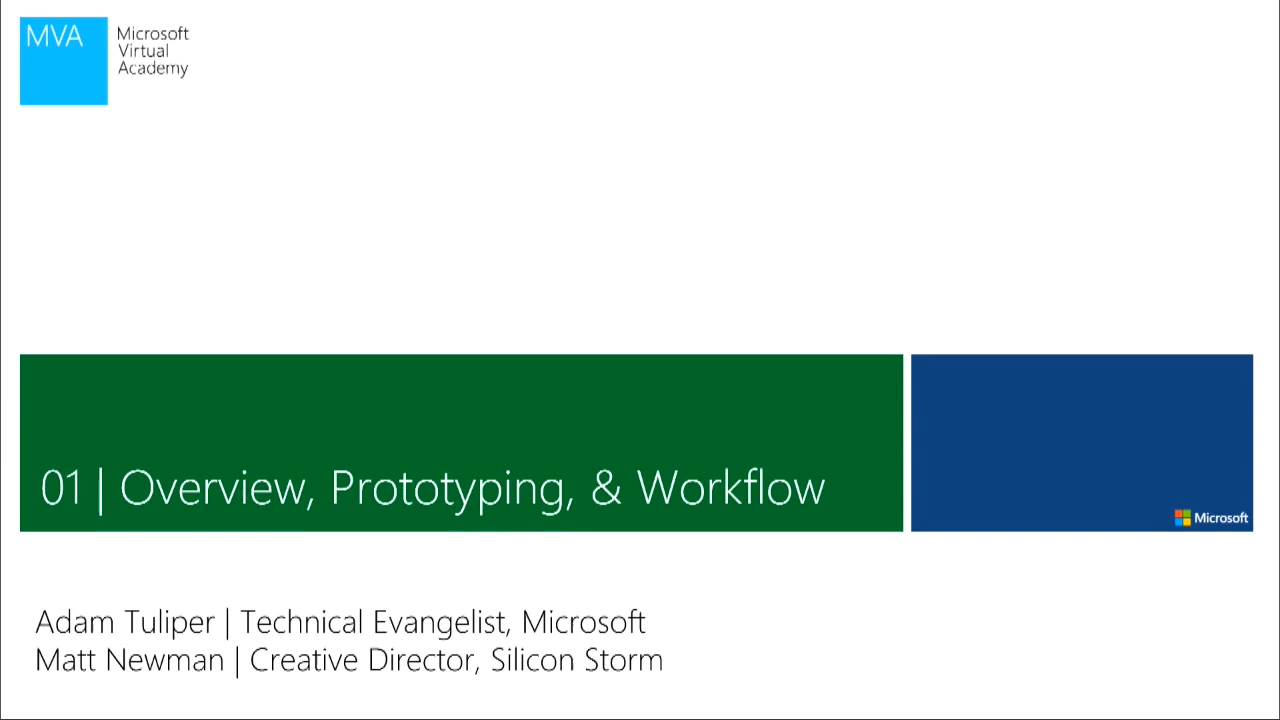 MVA
Microsoft
Virtual
Academy
01 | Overview, Prototyping, & Workflow
Microsoft
Adam Tuliper | Technical Evangelist, Microsoft
Matt Newman | Creative Director, Silicon Storm